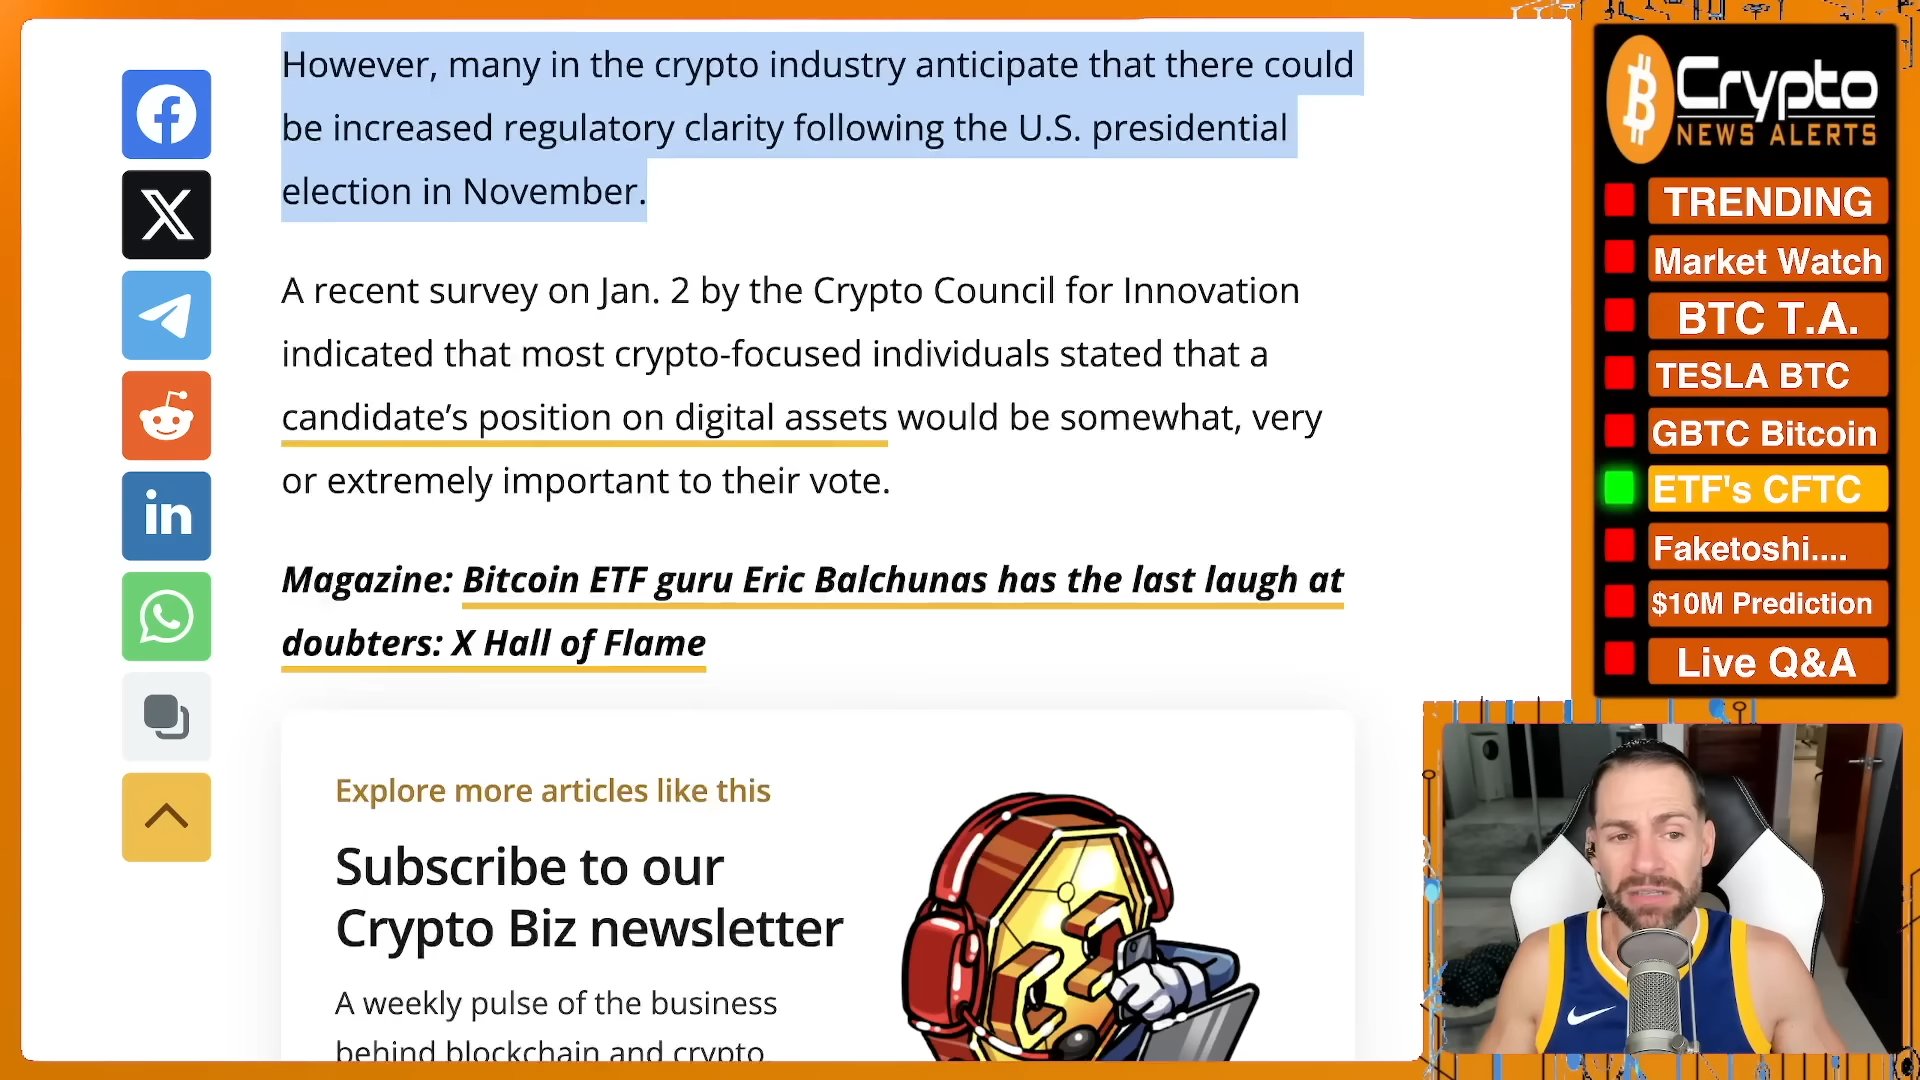 However, many in the crypto industry anticipate that there could
be increased regulatory clarity following the U.S. presidential
election in November.
A recent survey on Jan. 2 by the Crypto Council for Innovation
indicated that most crypto-focused individuals stated that a
candidate’s position on digital assets would be somewhat, very
or extremely important to their vote.
Magazine: Bitcoin ETF guru Eric Balchunas has the last laugh at
doubters: X Hall of Flame
Explore more articles like this
Subscribe to our
Crypto Biz newsletter
A weekly pulse of the business
behind blockchain and crypto
in
Crypto
NEWS ALERTS
TRENDING
Market Watch
BTC T.A.
TESLA BTC
GBTC Bitcoin
ETF's CFTC
Faketoshi....
$10M Prediction
Live Q&A